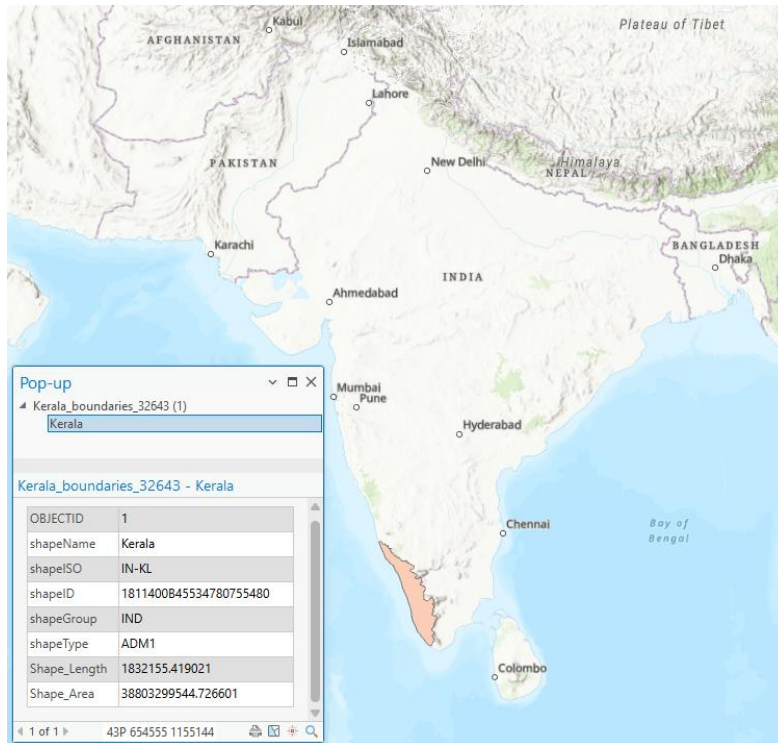 Kabul
Plateau of Tibet
AFGHANISTAN
Islamabad
Lahore
PAKISTAN
New Delhi
Himalaya
NEPAL
Karachi
BANGLADESH
Dhaka
INDIA
Ahmedabad
Mumbai
Pune
Hyderabad
Chennai
Bay of
Bengal
Colombo
Pop-up
Kerala_boundaries_32643 (1)
Kerala
Kerala_boundaries_32643 - Kerala
OBJECTID 1
shapeName Kerala
shapeISO IN-KL
shapeID 1811400B45534780755480
shapeGroup IND
shapeType ADM1
Shape_Length 1832155.419021
Shape_Area 38803299544.726601
1 of 1 43P 654555 1155144